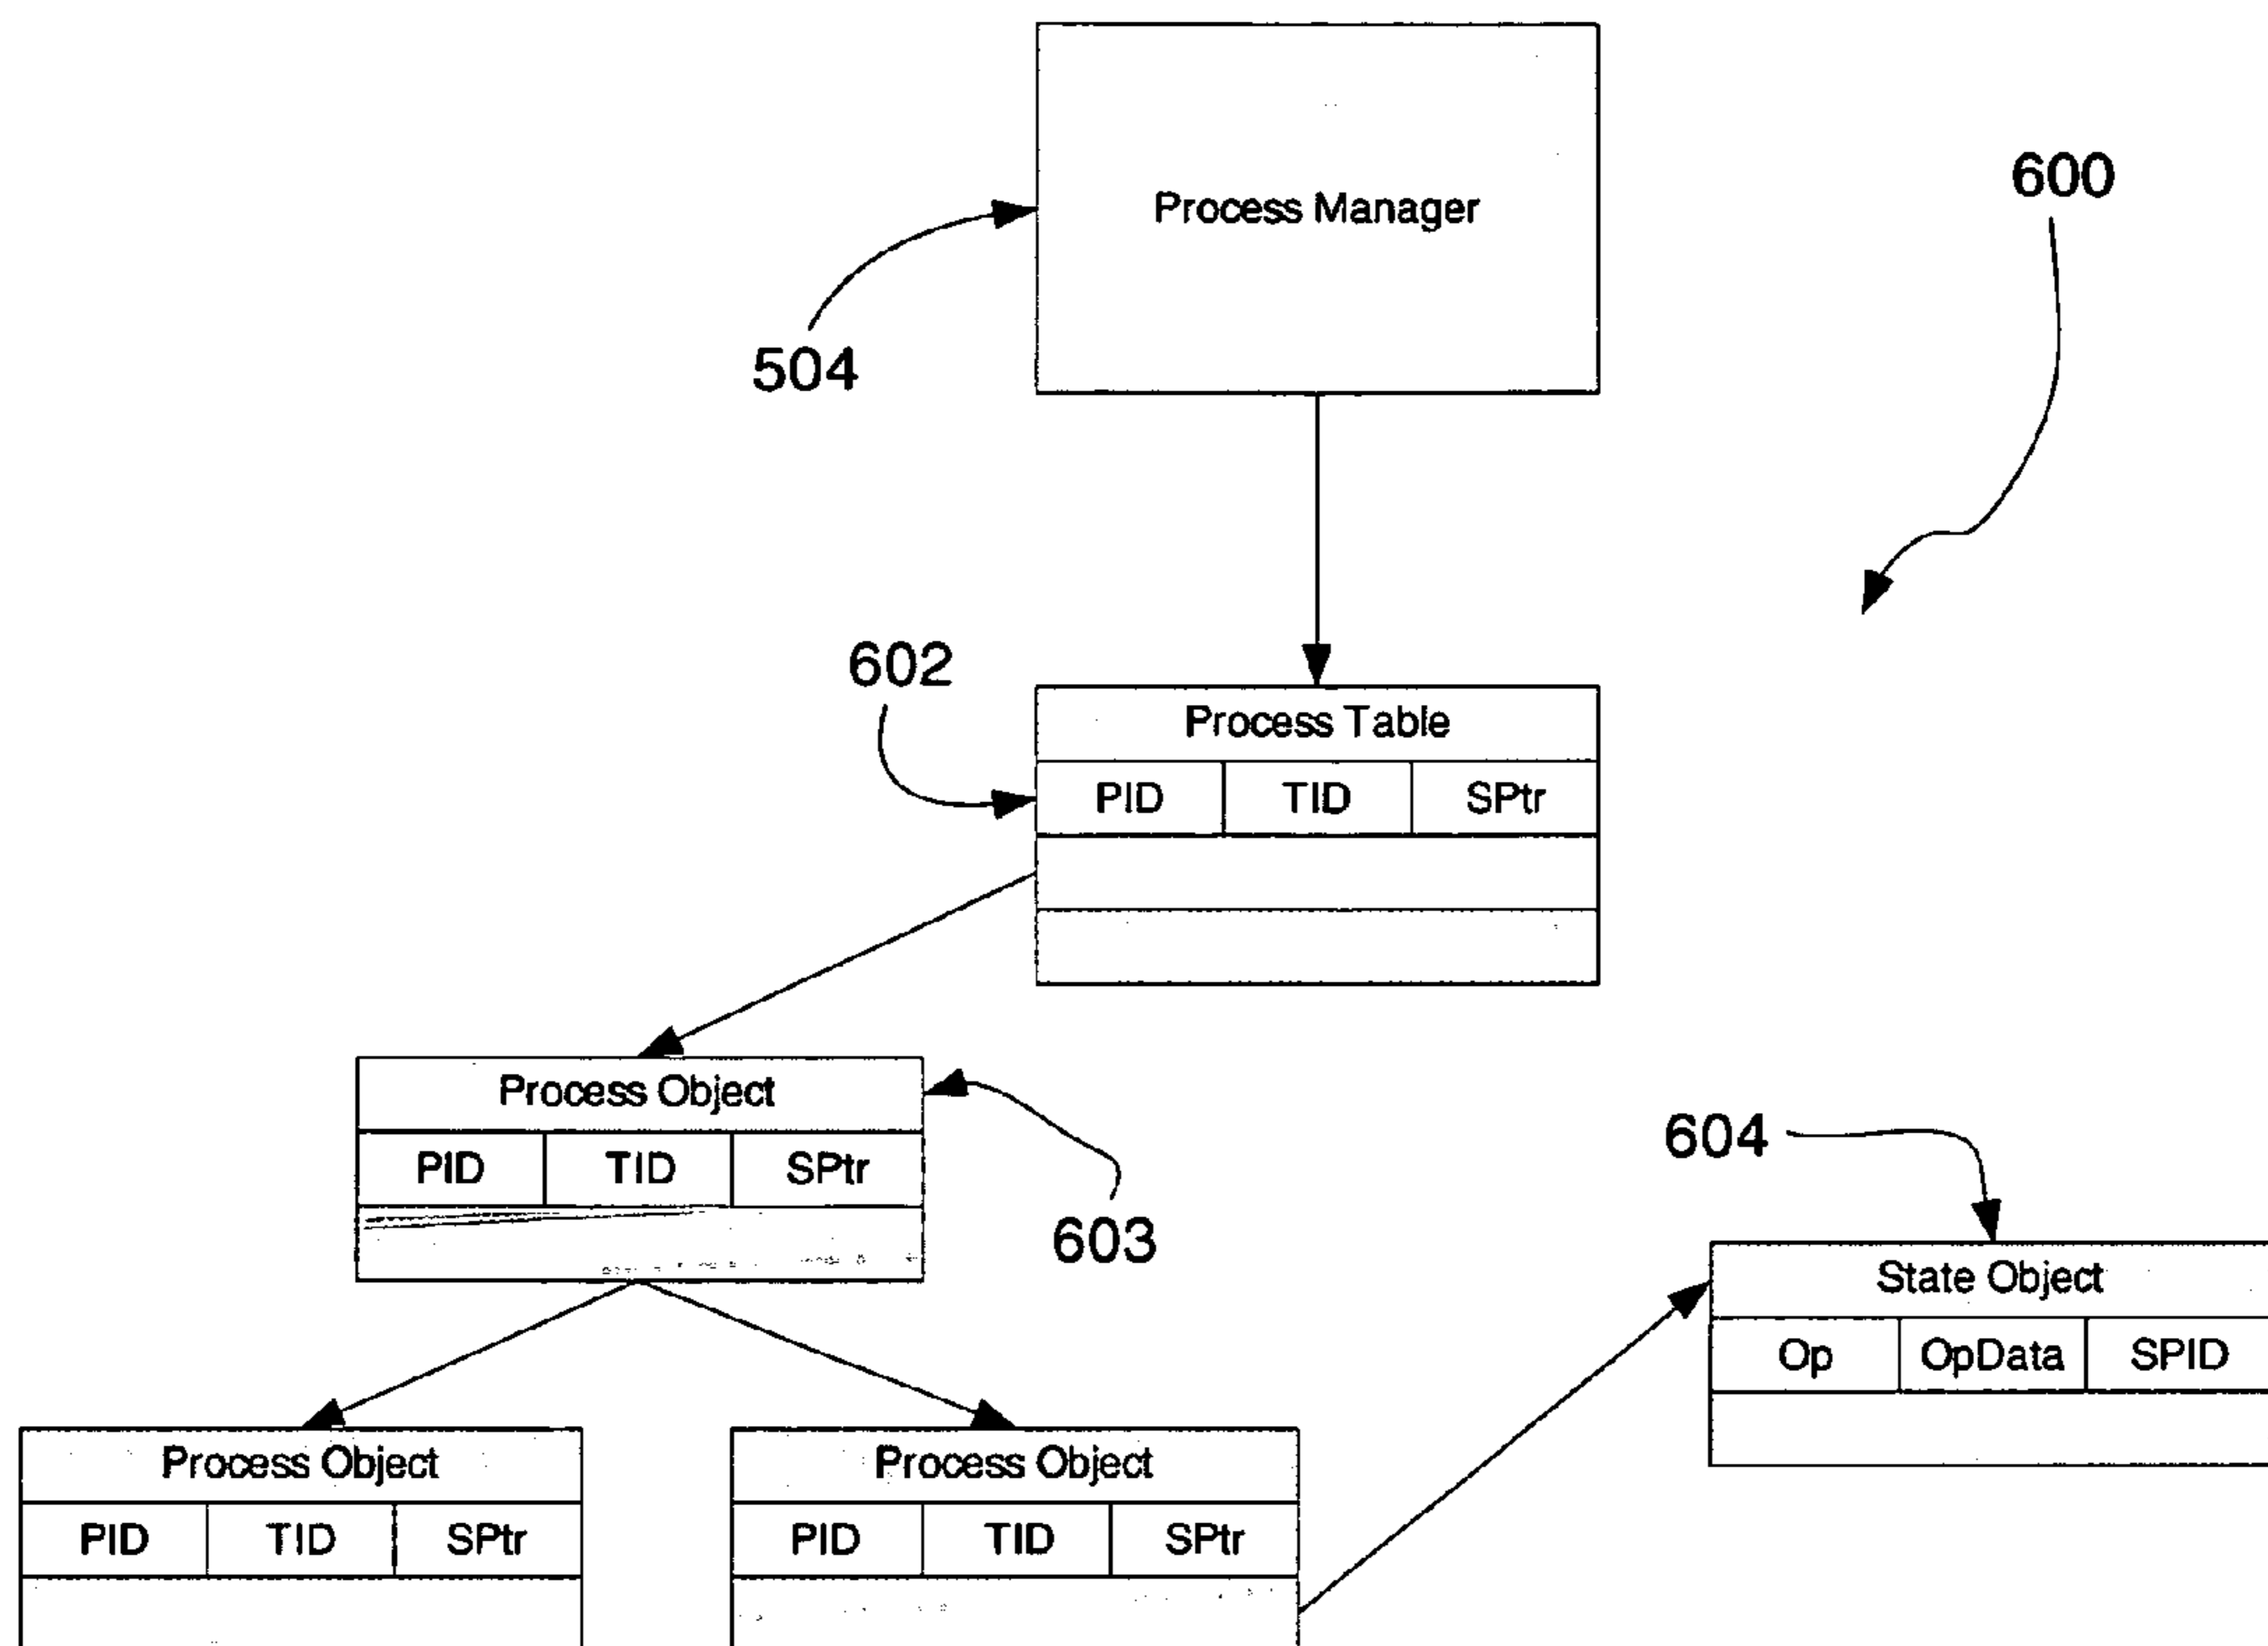 Process Manager
600
504
602
Process Table
PID TID SPtr
Process Object
PID TID SPtr
603
604
State Object
Op OpData SPID
Process Object
PID TID SPtr
Process Object
PID TID SPtr